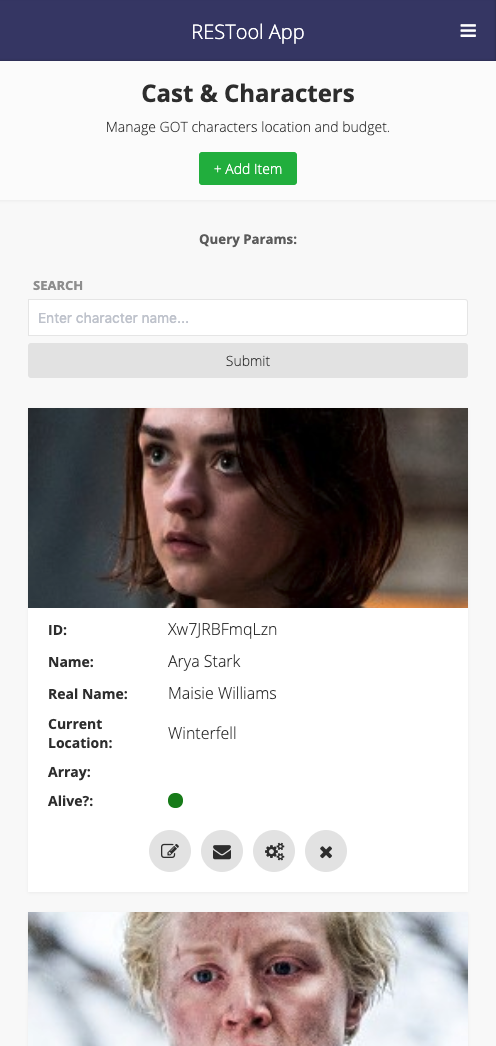 RESTool App
Cast & Characters
Manage GOT characters location and budget.
+ Add Item
Query Params:
SEARCH
Enter character name...
Submit
ID: Xw7JRBFmqLzn
Name: Arya Stark
Real Name: Maisie Williams
Current
Location: Winterfell
Array:
Alive?: